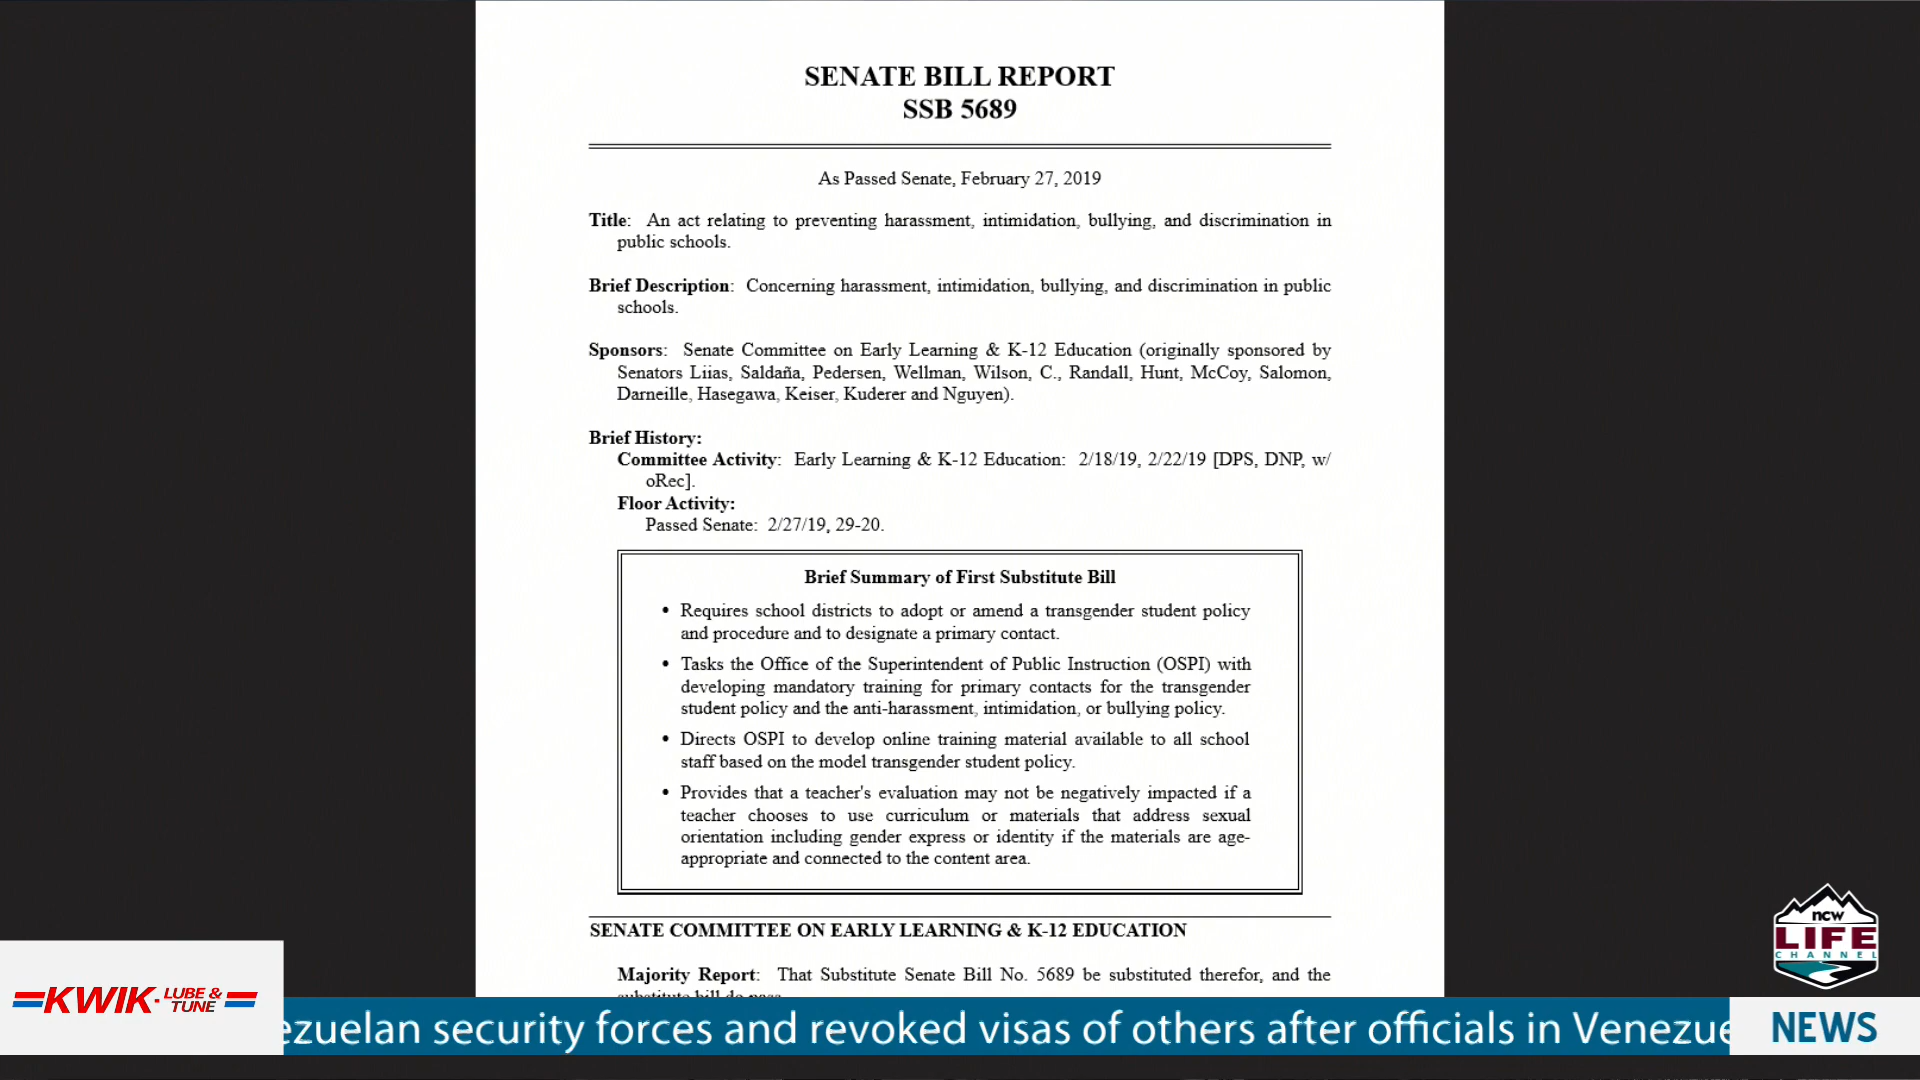 SENATE BILL REPORT
SSB 5689
As Passed Senate, February 27, 2019
Title: An act relating to preventing harassment, intimidation, bullying, and discrimination in
public schools.
Brief Description: Concerning harassment, intimidation, bullying, and discrimination in public
schools.
Sponsors: Senate Committee on Early Learning & K-12 Education (originally sponsored by
Senators Liias, Saldaña, Pedersen, Wellman, Wilson, C., Randall, Hunt, McCoy, Salomon,
Darneille, Hasegawa, Keiser, Kuderer and Nguyen).
Brief History:
Committee Activity: Early Learning & K-12 Education: 2/18/19, 2/22/19 [DPS, DNP, w/
oRec].
Floor Activity:
Passed Senate: 2/27/19, 29-20.
Brief Summary of First Substitute Bill
• Requires school districts to adopt or amend a transgender student policy
and procedure and to designate a primary contact.
• Tasks the Office of the Superintendent of Public Instruction (OSPI) with
developing mandatory training for primary contacts for the transgender
student policy and the anti-harassment, intimidation, or bullying policy.
• Directs OSPI to develop online training material available to all school
staff based on the model transgender student policy.
• Provides that a teacher's evaluation may not be negatively impacted if a
teacher chooses to use curriculum or materials that address sexual
orientation including gender express or identity if the materials are age-
appropriate and connected to the content area.
SENATE COMMITTEE ON EARLY LEARNING & K-12 EDUCATION
Majority Report: That Substitute Senate Bill No. 5689 be substituted therefor, and the
substitute bill do pass.
ncw
LIFE
CHANNEL
KWIK LUBE &
TUNE
ezuelan security forces and revoked visas of others after officials in Venezue
NEWS